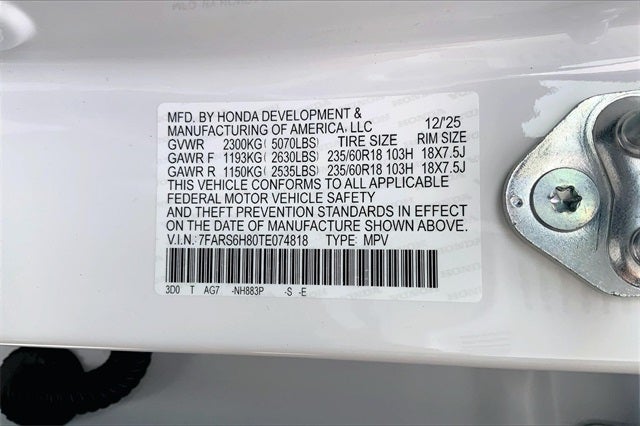 MFD. BY HONDA DEVELOPMENT &
MANUFACTURING OF AMERICA, LLC 12/25
GVWR 2300KG( 5070LBS) TIRE SIZE RIM SIZE
GAWR F 1193KG( 2630LBS) 235/60R18 103H 18X7.5J
GAWR R 1150KG( 2535LBS) 235/60R18 103H 18X7.5J
THIS VEHICLE CONFORMS TO ALL APPLICABLE
FEDERAL MOTOR VEHICLE SAFETY
AND THEFT PREVENTION STANDARDS IN EFFECT
ON THE DATE OF MANUFACTURE SHOWN ABOVE.
V.I.N.: 7FARS6H80TE074818 TYPE: MPV
3D0 T AG7 -NH883P -S -E